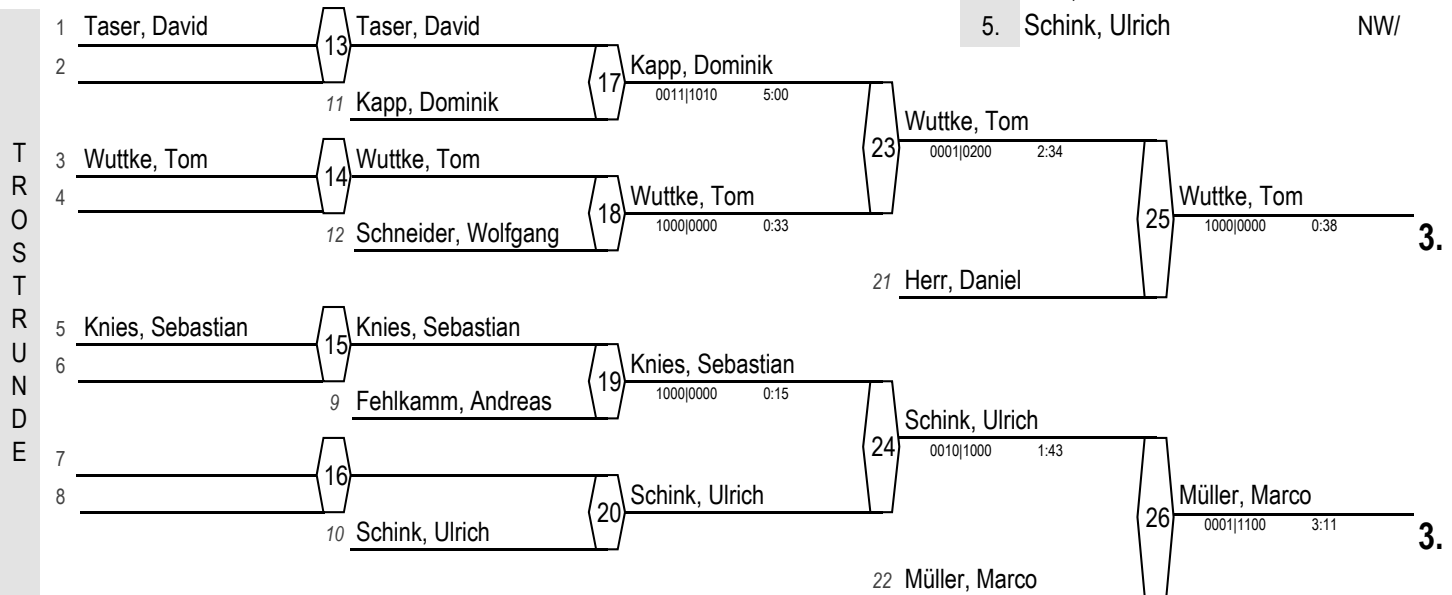 5. Schink, Ulrich NW/
TROSTRUNDE
1 Taser, David 13 Taser, David
2
17 Kapp, Dominik
0011|1010 5:00
11 Kapp, Dominik
23 Wuttke, Tom
0001|0200 2:34
3 Wuttke, Tom 14 Wuttke, Tom
4
18 Wuttke, Tom
1000|0000 0:33
12 Schneider, Wolfgang
25 Wuttke, Tom
1000|0000 0:38
3.
21 Herr, Daniel
5 Knies, Sebastian 15 Knies, Sebastian
6
19 Knies, Sebastian
1000|0000 0:15
9 Fehlkamm, Andreas
24 Schink, Ulrich
0010|1000 1:43
7
16
8
20 Schink, Ulrich
10 Schink, Ulrich
26 Müller, Marco
0001|1100 3:11
3.
22 Müller, Marco